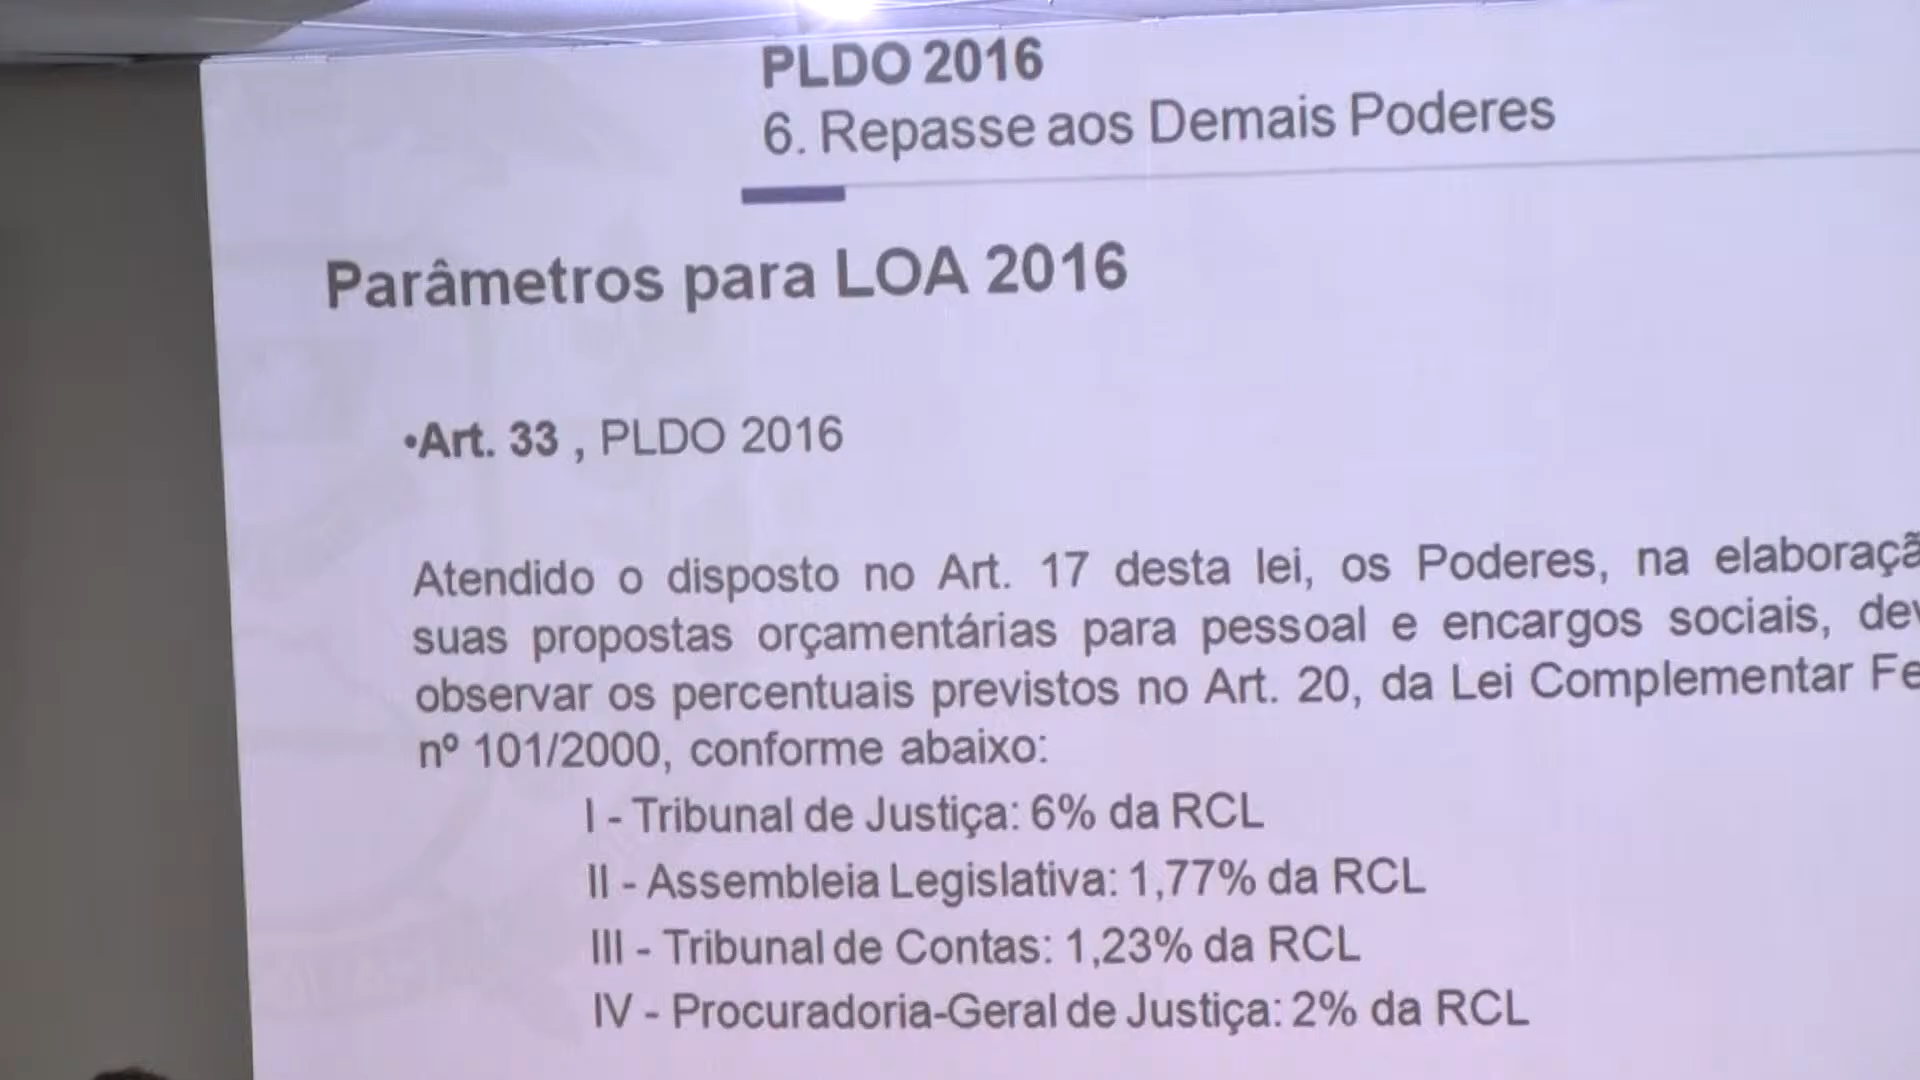 PLDO 2016
6. Repasse aos Demais Poderes
Parâmetros para LOA 2016
•Art. 33 , PLDO 2016
Atendido o disposto no Art. 17 desta lei, os Poderes, na
suas propostas orçamentárias para pessoal e encargos sociais,
observar os percentuais previstos no Art. 20, da Lei Complementar
nº 101/2000, conforme abaixo:
I - Tribunal de Justiça: 6% da RCL
II - Assembleia Legislativa: 1,77% da RCL
III - Tribunal de Contas: 1,23% da RCL
IV - Procuradoria-Geral de Justiça: 2% da RCL